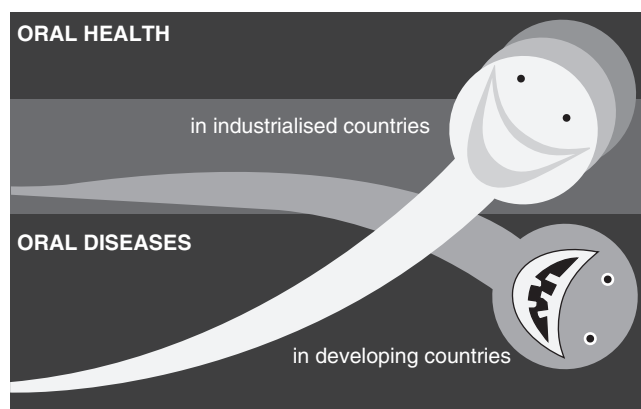 ORAL HEALTH
in industrialised countries
ORAL DISEASES
in developing countries